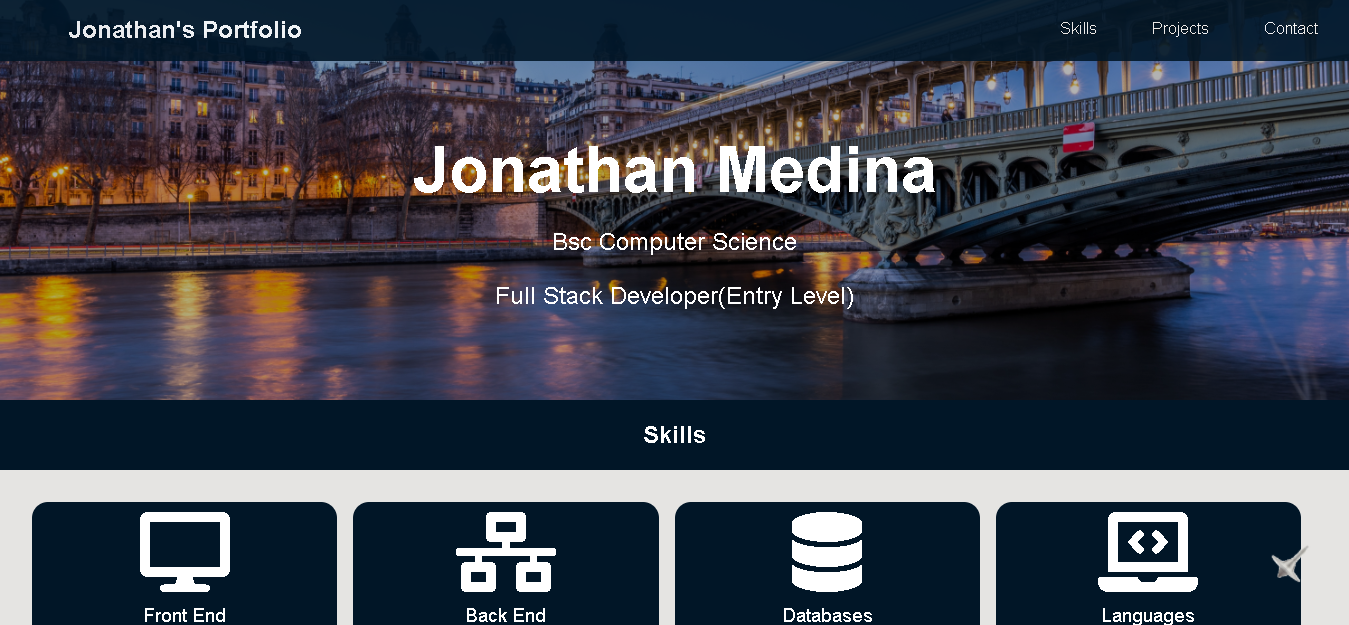 Jonathan's Portfolio
Skills
Projects
Contact
Jonathan Medina
Bsc Computer Science
Full Stack Developer(Entry Level)
Skills
Front End
Back End
Databases
Languages